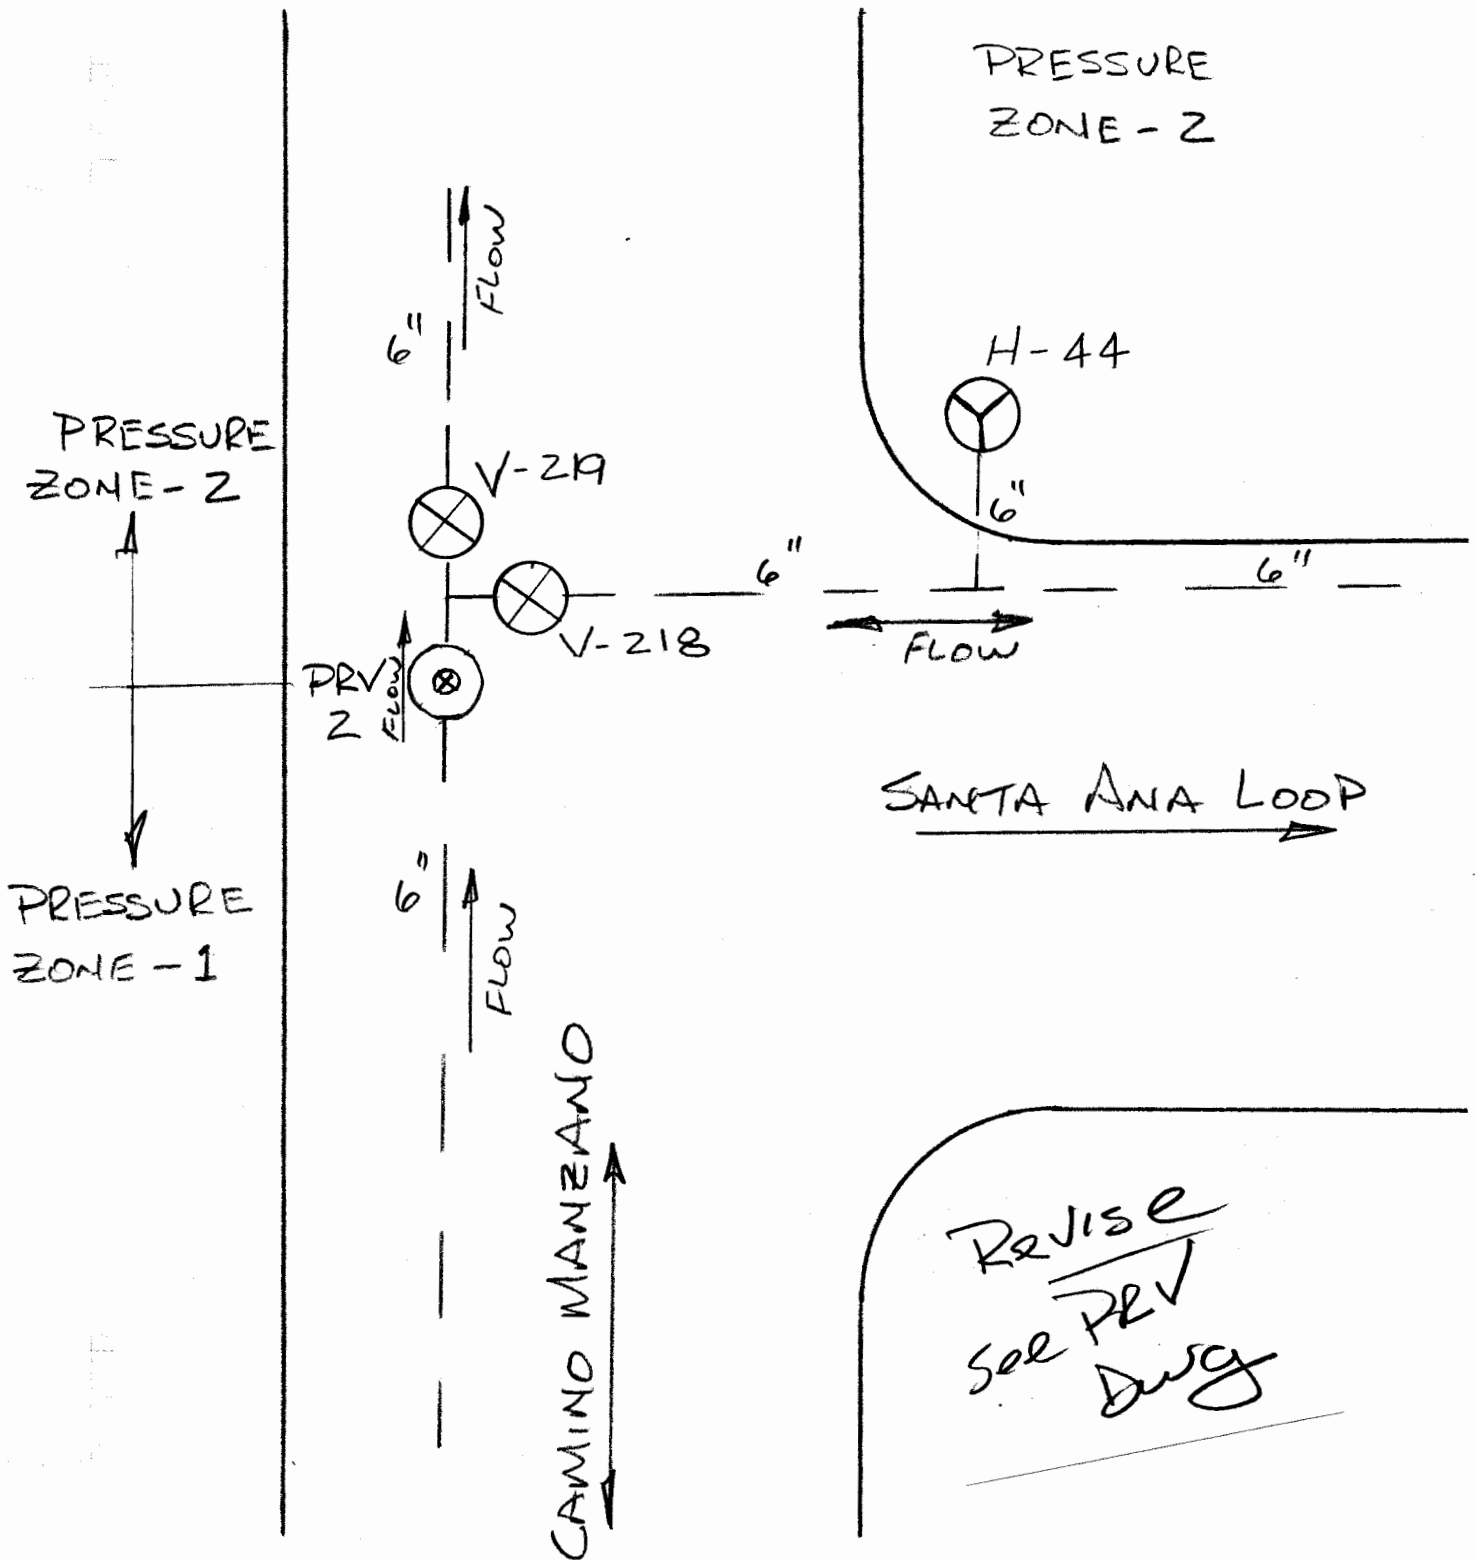 PRESSURE
ZONE - 2
FLOW
6"
H-44
PRESSURE
ZONE - 2
V-219
6"
6"
6"
V-218
FLOW
PRV
2
FLOW
SANTA ANA LOOP
6"
PRESSURE
ZONE - 1
FLOW
CAMINO MANZANO
Revise
See PRV
Dwg